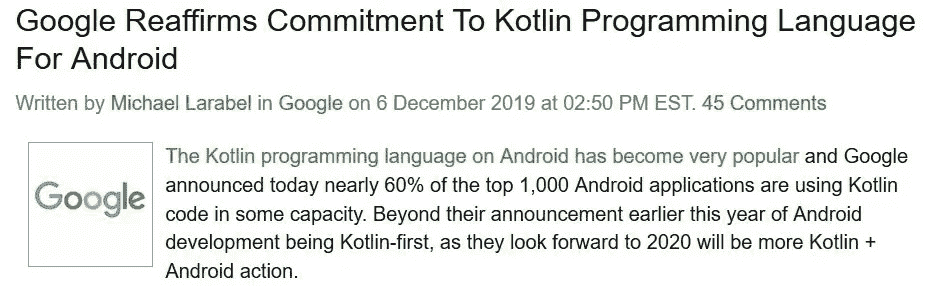 Google Reaffirms Commitment To Kotlin Programming Language
For Android
Written by Michael Larabel in Google on 6 December 2019 at 02:50 PM EST. 45 Comments
Google
The Kotlin programming language on Android has become very popular and Google
announced today nearly 60% of the top 1,000 Android applications are using Kotlin
code in some capacity. Beyond their announcement earlier this year of Android
development being Kotlin-first, as they look forward to 2020 will be more Kotlin +
Android action.